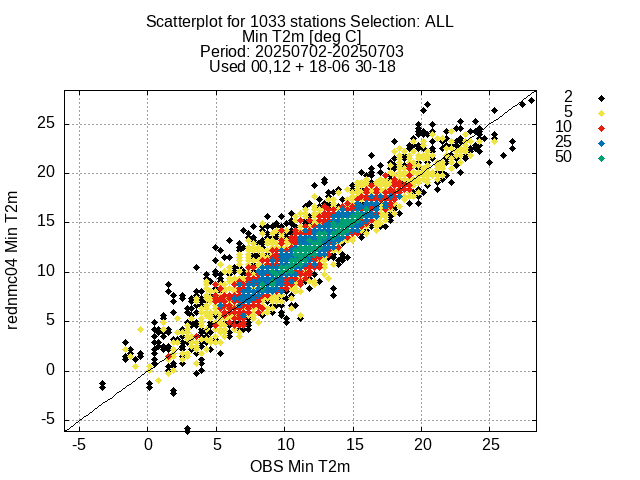 Scatterplot for 1033 stations Selection: ALL
Min T2m [deg C]
Period: 20250702-20250703
Used 00,12 + 18-06 30-18
2
5
10
25
50
25
20
15
10
5
0
-5
rednmc04 Min T2m
-5 0 5 10 15 20 25
OBS Min T2m